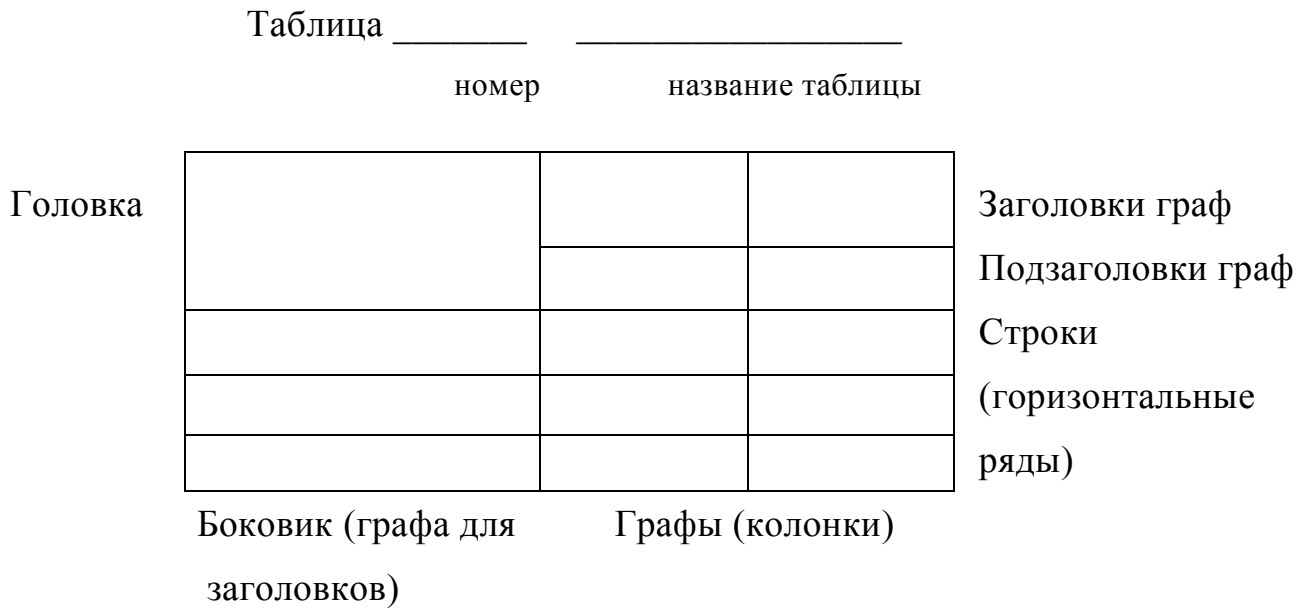 Таблица _______ _________________
номер название таблицы
Головка Заголовки граф
Подзаголовки граф
Строки
(горизонтальные
ряды)
Боковик (графа для Графы (колонки)
заголовков)